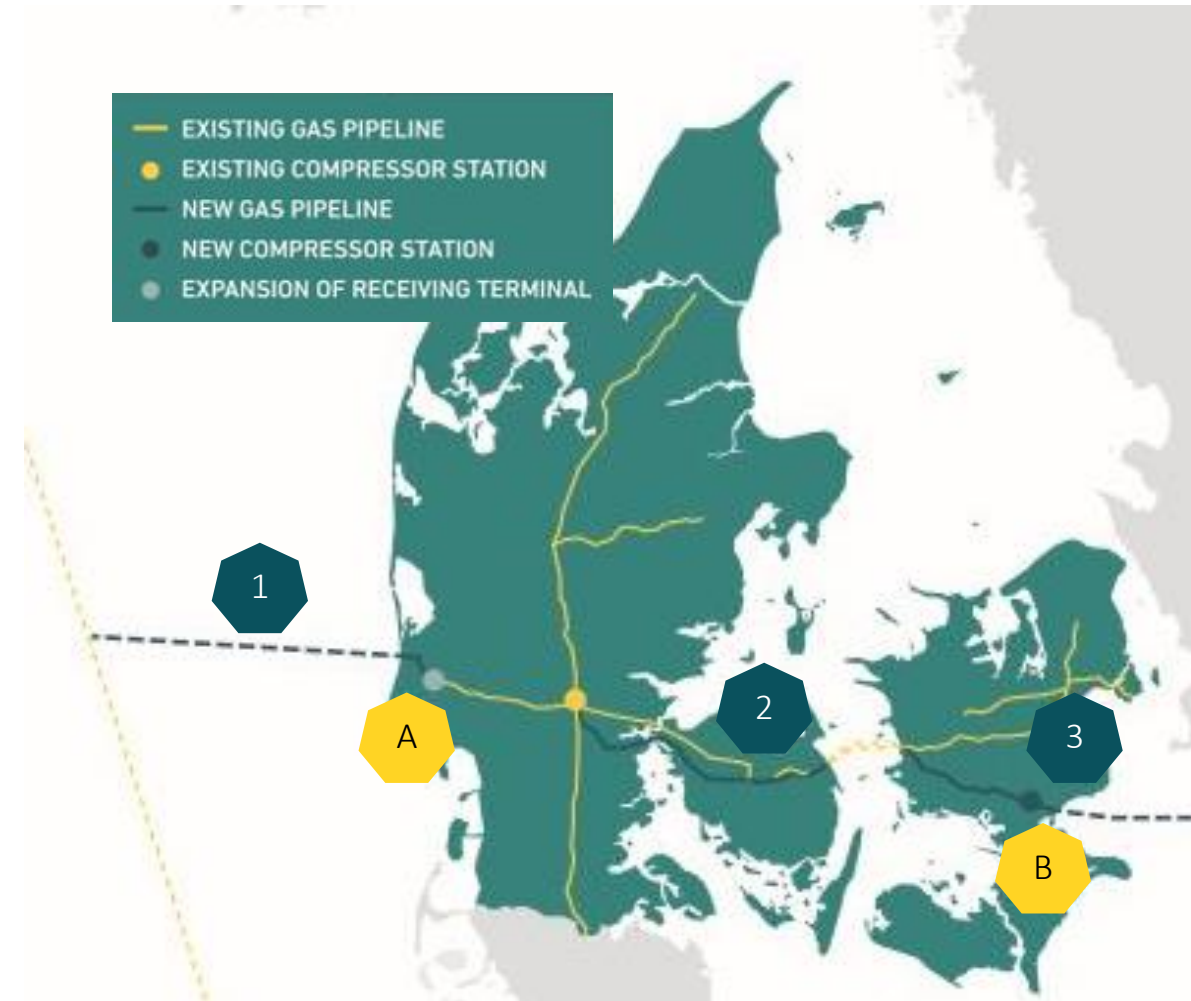 EXISTING GAS PIPELINE
EXISTING COMPRESSOR STATION
NEW GAS PIPELINE
NEW COMPRESSOR STATION
EXPANSION OF RECEIVING TERMINAL
1
2
A
3
B